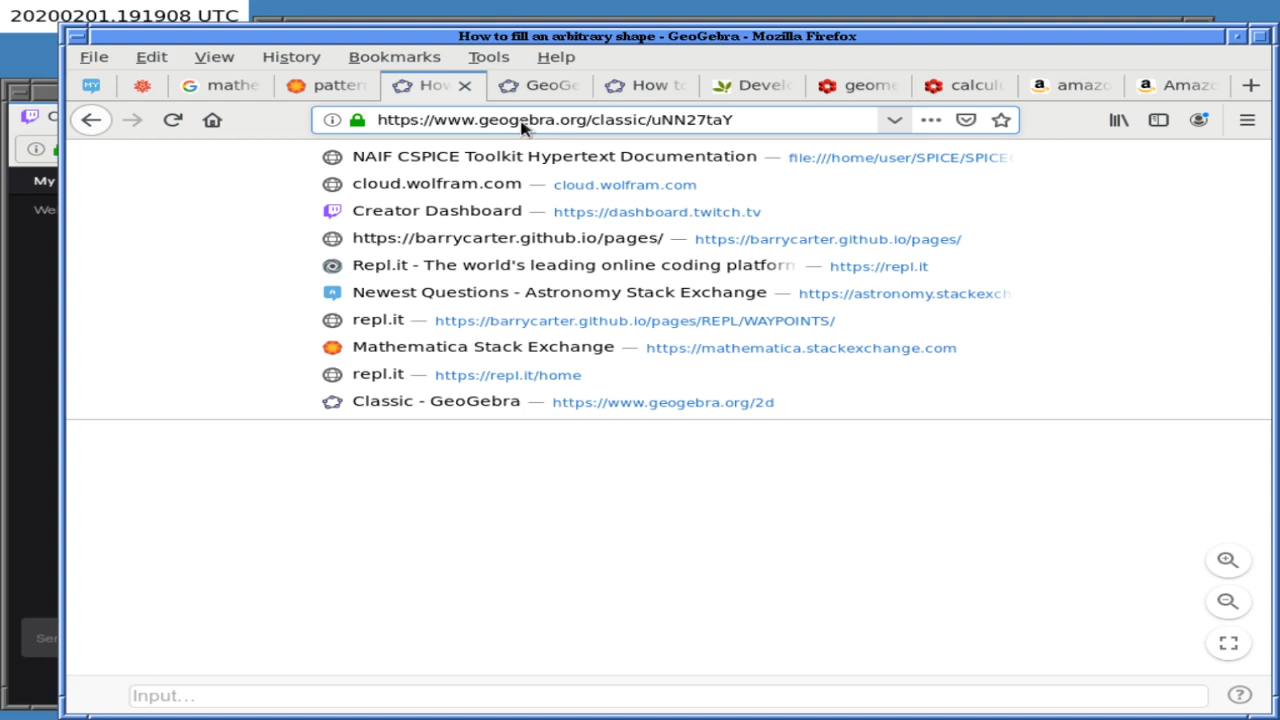 20200201.191908 UTC
How to fill an arbitrary shape - GeoGebra - Mozilla Firefox
File Edit View History Bookmarks Tools Help
MY mathe patter How GeoGe How to Devel geome calcul amazo Amazo
https://www.geogebra.org/classic/uNN27taY
NAIF CSPICE Toolkit Hypertext Documentation — file:///home/user/SPICE/SPICE
cloud.wolfram.com — cloud.wolfram.com
Creator Dashboard — https://dashboard.twitch.tv
https://barrycarter.github.io/pages/ — https://barrycarter.github.io/pages/
Repl.it - The world's leading online coding platform — https://repl.it
Newest Questions - Astronomy Stack Exchange — https://astronomy.stackexch
repl.it — https://barrycarter.github.io/pages/REPL/WAYPOINTS/
Mathematica Stack Exchange — https://mathematica.stackexchange.com
repl.it — https://repl.it/home
Classic - GeoGebra — https://www.geogebra.org/2d
My
We
Ser
Input...